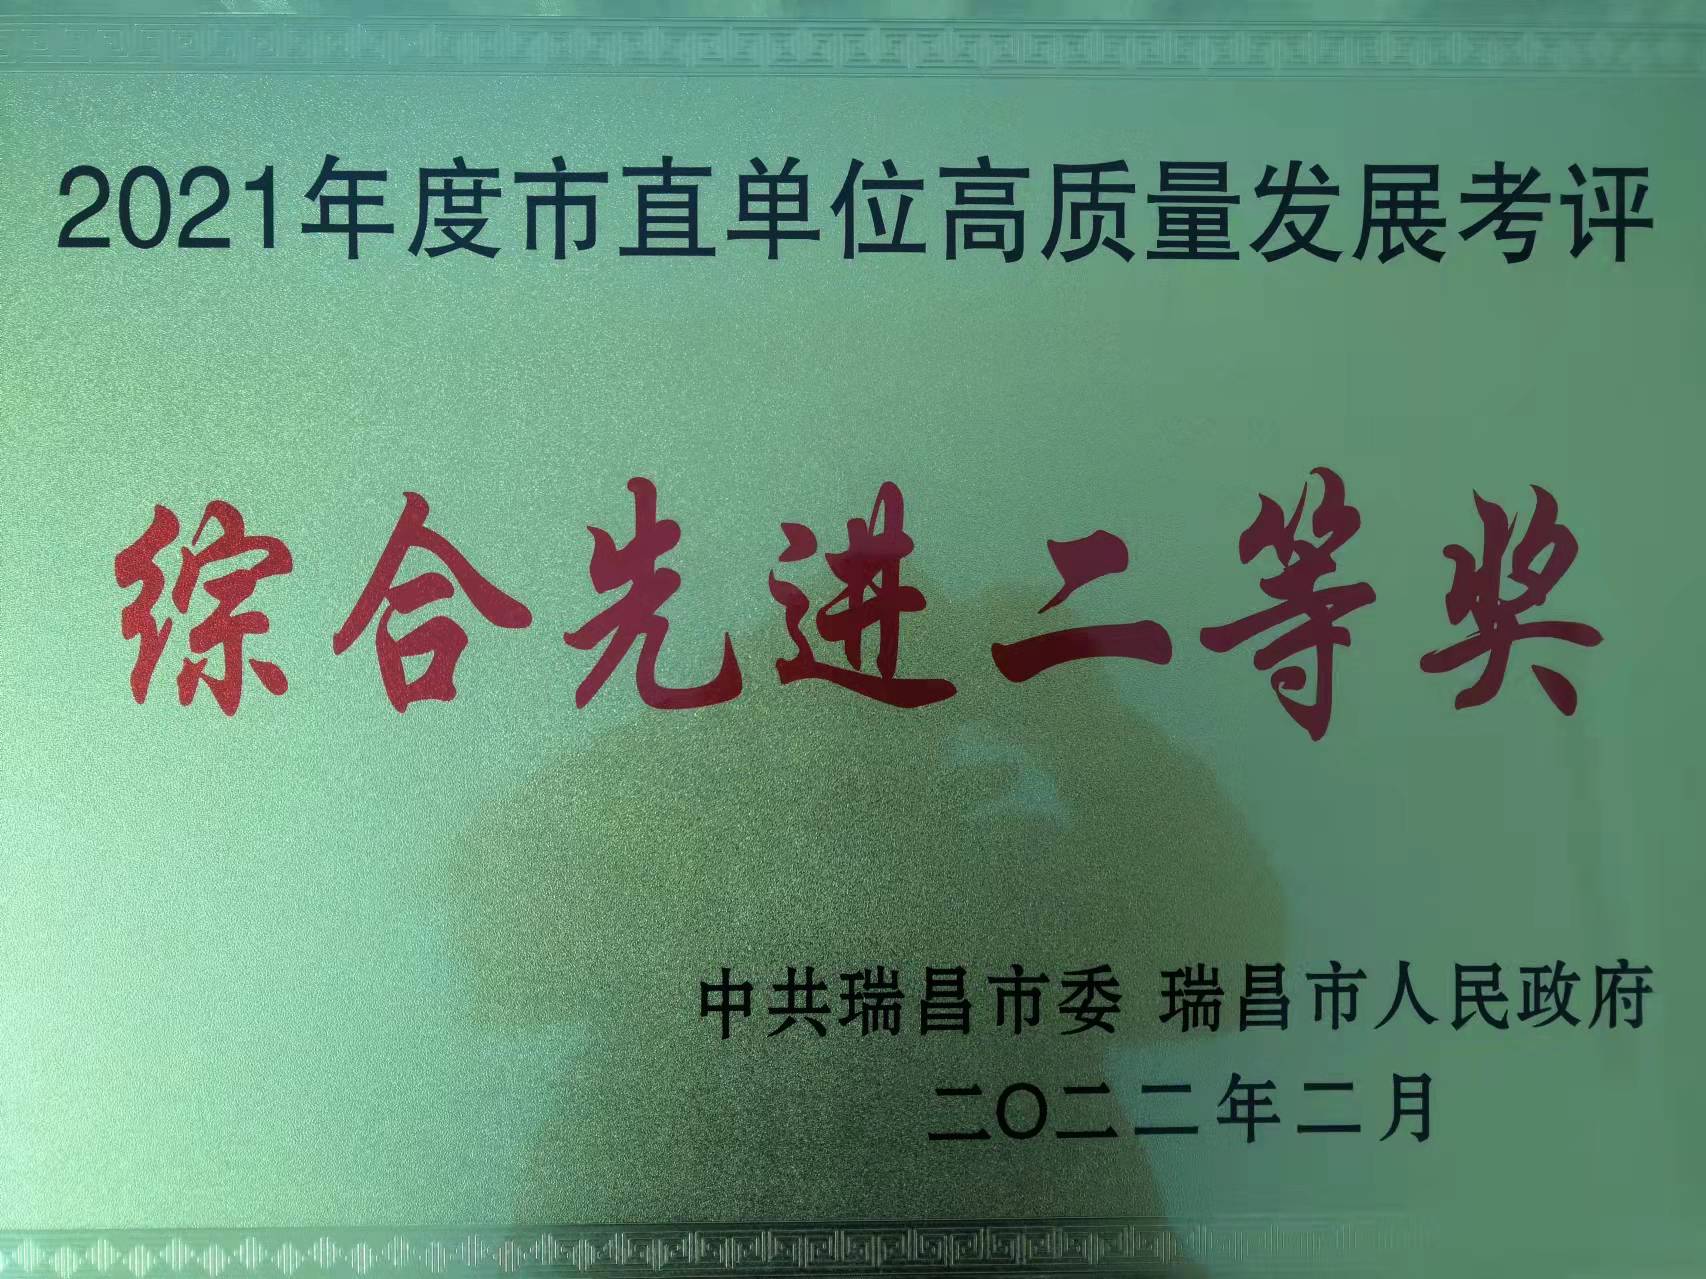 2021年度市直单位高质量发展考评
综合先进二等奖
中共瑞昌市委 瑞昌市人民政府
二〇二二年二月